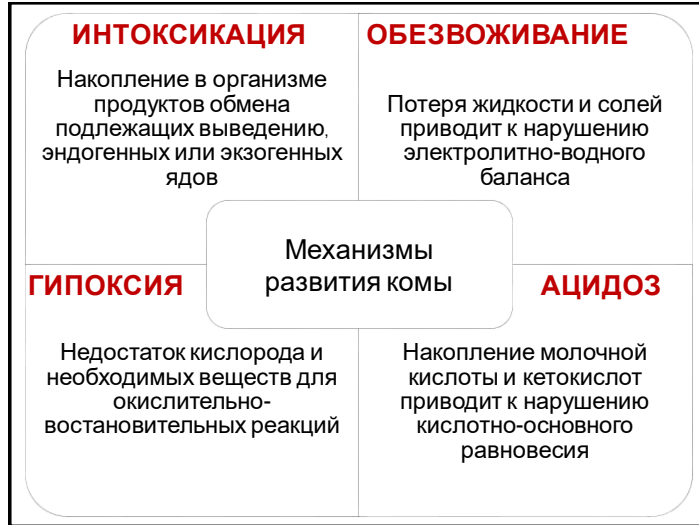 ИНТОКСИКАЦИЯ
Накопление в организме
продуктов обмена
подлежащих выведению,
эндогенных или экзогенных
ядов
ОБЕЗВОЖИВАНИЕ
Потеря жидкости и солей
приводит к нарушению
электролитно-водного
баланса
Механизмы
развития комы
ГИПОКСИЯ
Недостаток кислорода и
необходимых веществ для
окислительно-
востановительных реакций
АЦИДОЗ
Накопление молочной
кислоты и кетокислот
приводит к нарушению
кислотно-основного
равновесия